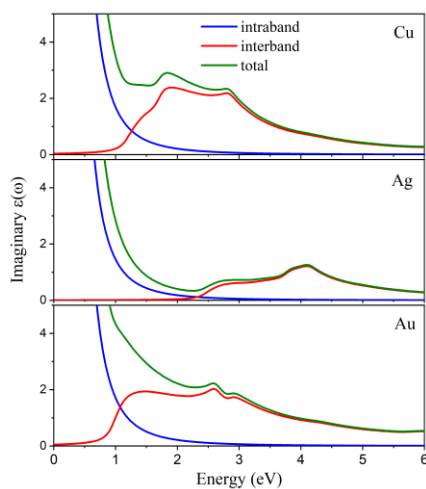 intraband
interband
total
Cu
4
2
0
Ag
4
2
0
Au
4
2
0
0 1 2 3 4 5 6
Energy (eV)
Imaginary ε(ω)